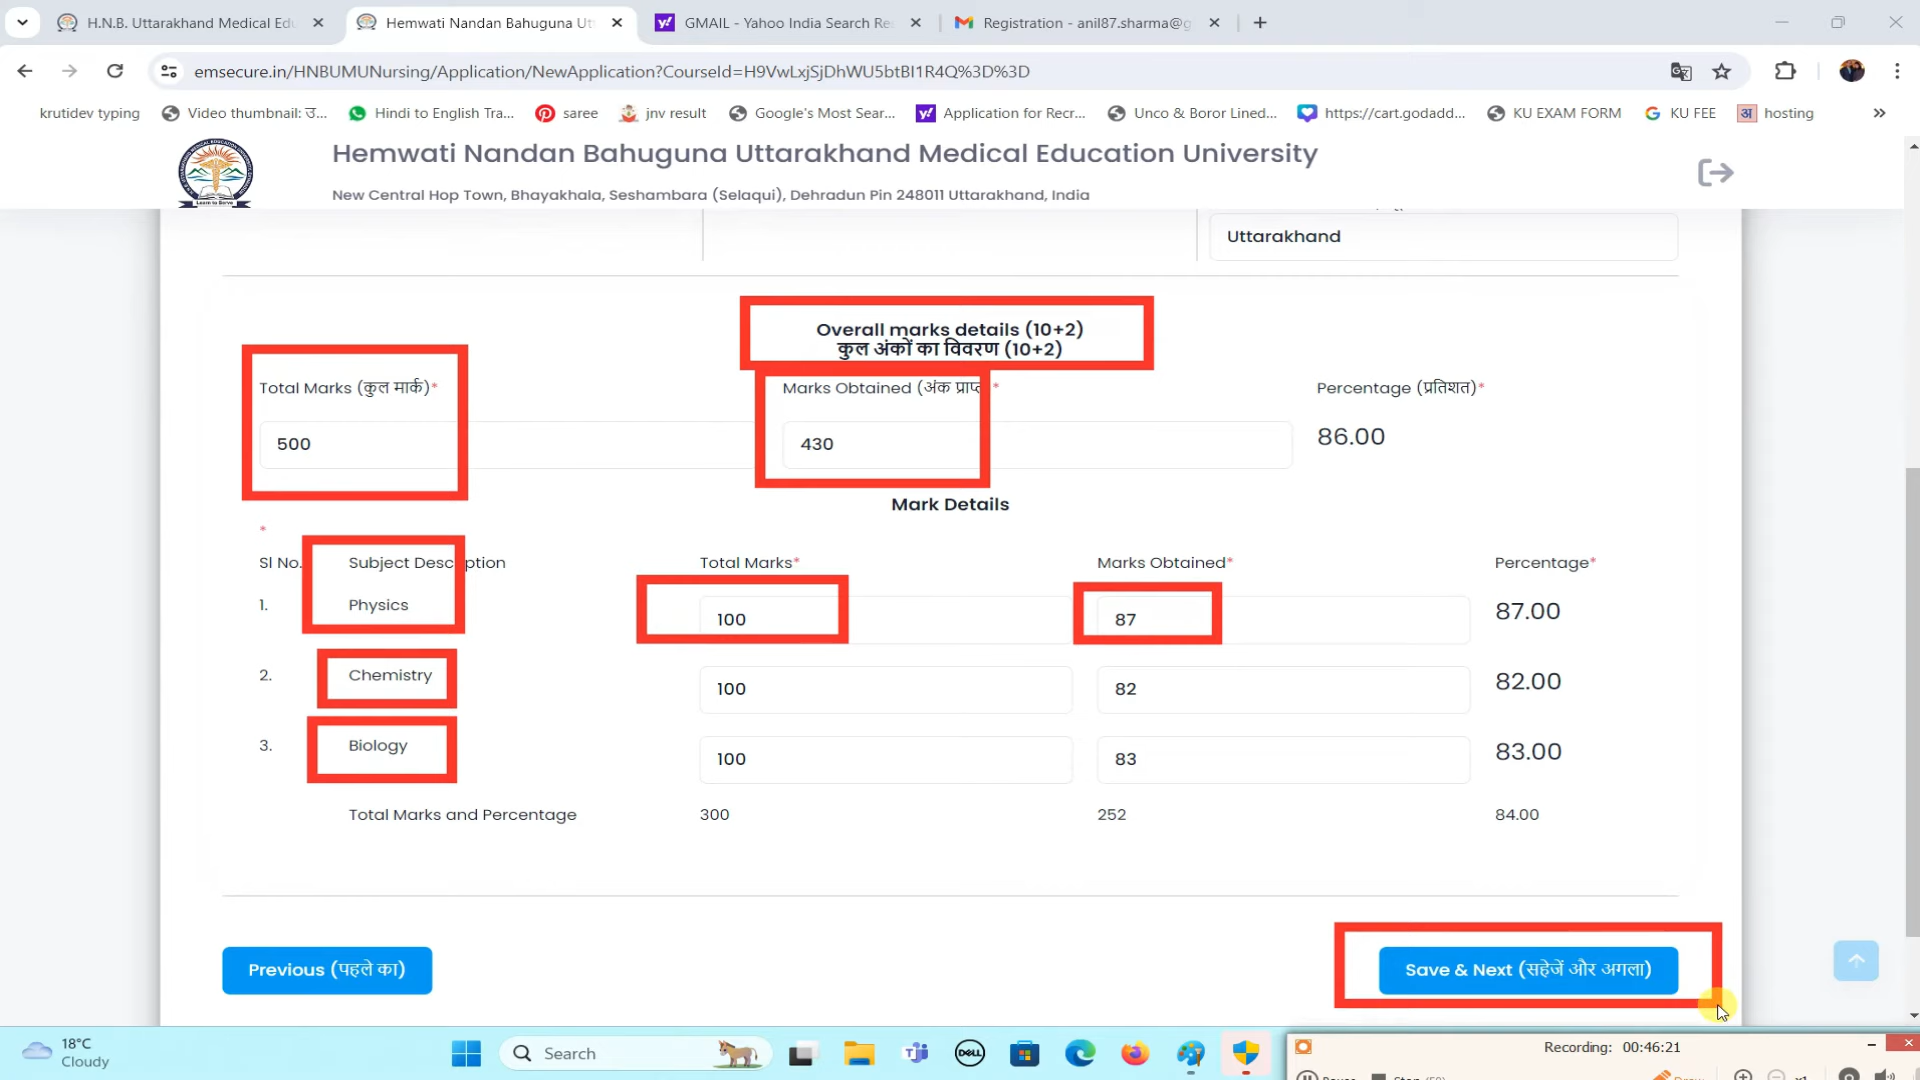 H.N.B. Uttarakhand Medical Edu
Hemwati Nandan Bahuguna Utt
GMAIL - Yahoo India Search Re
Registration - anil87.sharma@g
emsecure.in/HNBUMUNursing/Application/NewApplication?CourseId=H9VwLxjSjDhWU5btBI1R4Q%3D%3D
krutidev typing
Video thumbnail: उ...
Hindi to English Tra...
saree
jnv result
Google's Most Sear...
Application for Recr...
Unco & Boror Lined...
https://cart.godadd...
KU EXAM FORM
KU FEE
hosting
Hemwati Nandan Bahuguna Uttarakhand Medical Education University
New Central Hop Town, Bhayakhala, Seshambara (Selaqui), Dehradun Pin 248011 Uttarakhand, India
Uttarakhand
Overall marks details (10+2)
कुल अंकों का विवरण (10+2)
Total Marks (कुल मार्क)*
Marks Obtained (अंक प्राप्त *
Percentage (प्रतिशत)*
500
430
86.00
Mark Details
*
Sl No. Subject Description Total Marks* Marks Obtained* Percentage*
1. Physics 100 87 87.00
2. Chemistry 100 82 82.00
3. Biology 100 83 83.00
Total Marks and Percentage 300 252 84.00
Previous (पहले का)
Save & Next (सहेजें और अगला)
18°C
Cloudy
Search
DELL
Recording: 00:46:21